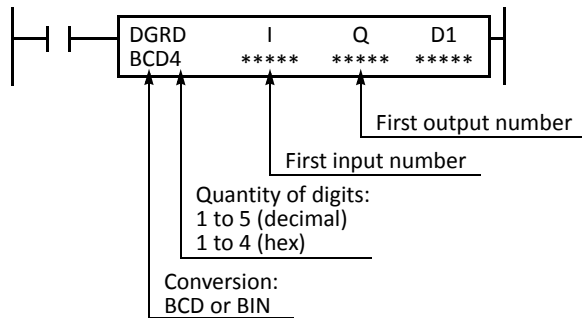 DGRD I Q D1
BCD4 ***** ***** *****
First output number
First input number
Quantity of digits:
1 to 5 (decimal)
1 to 4 (hex)
Conversion:
BCD or BIN